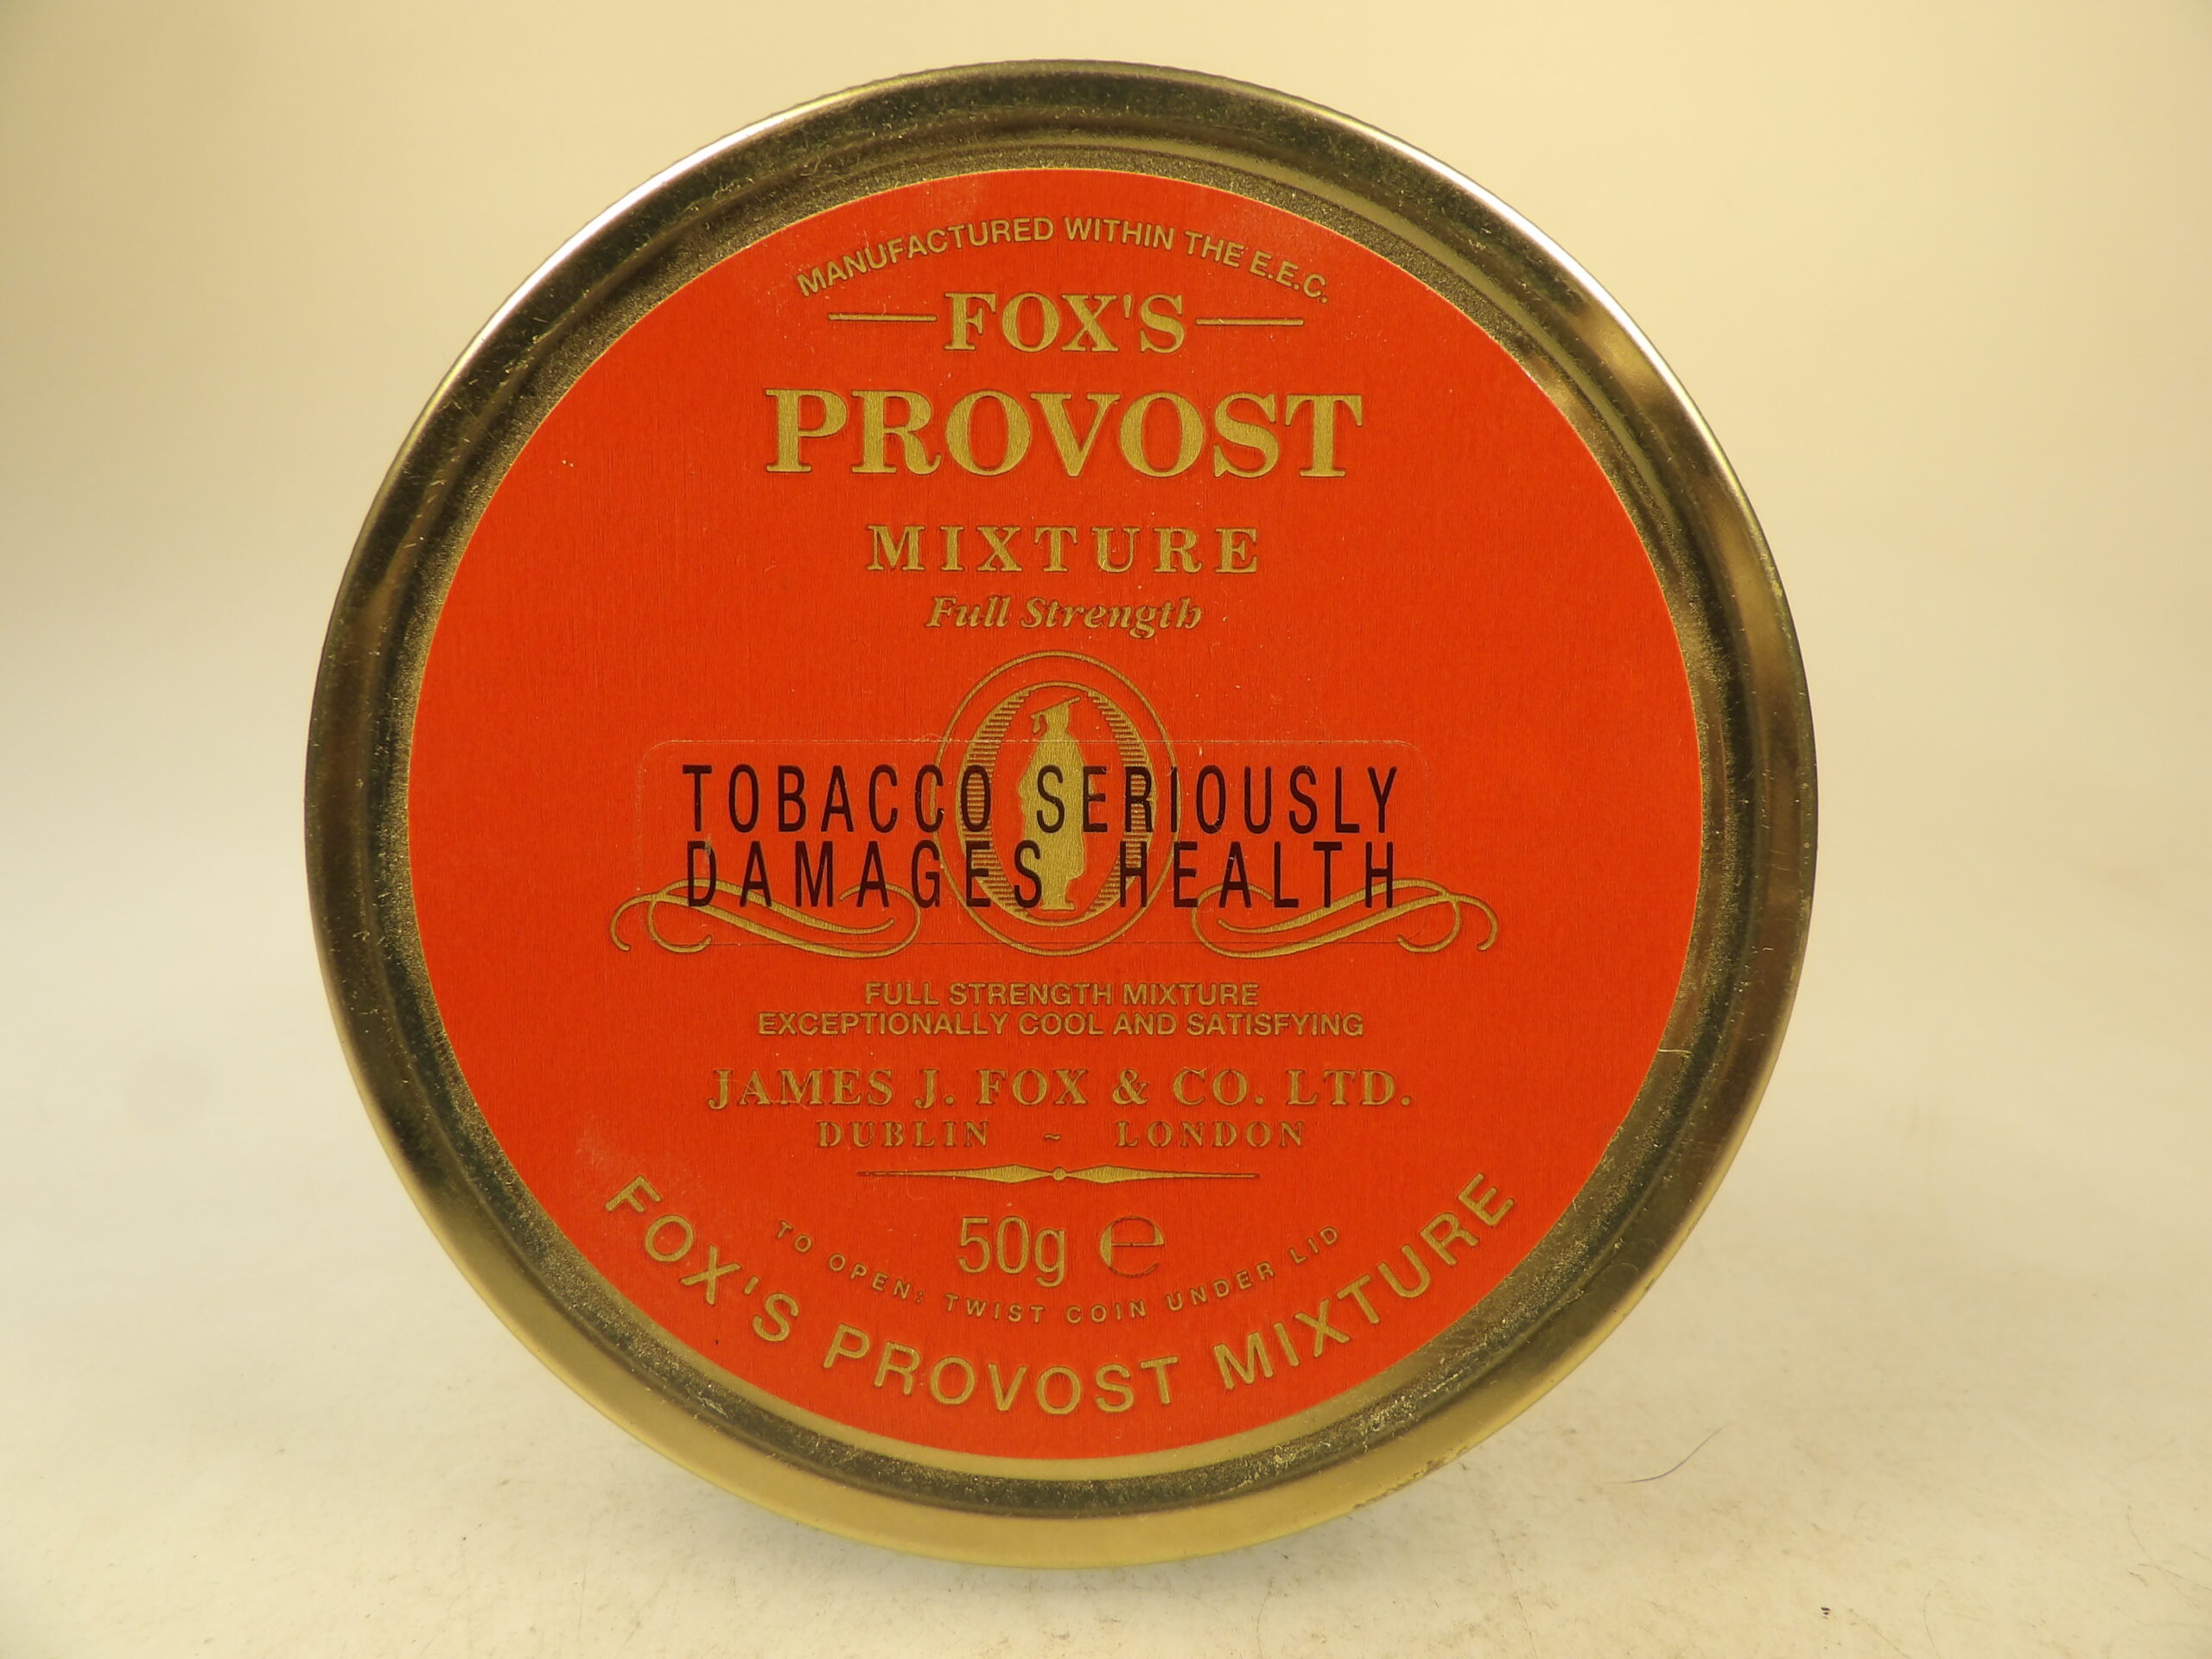 MANUFACTURED WITHIN THE E.E.C.
FOX'S
PROVOST
MIXTURE
Full Strength
TOBACCO SERIOUSLY
DAMAGES HEALTH
FULL STRENGTH MIXTURE
EXCEPTIONALLY COOL AND SATISFYING
JAMES J. FOX & CO. LTD.
DUBLIN ~ LONDON
50g ℮
TO OPEN: TWIST COIN UNDER LID
FOX'S PROVOST MIXTURE